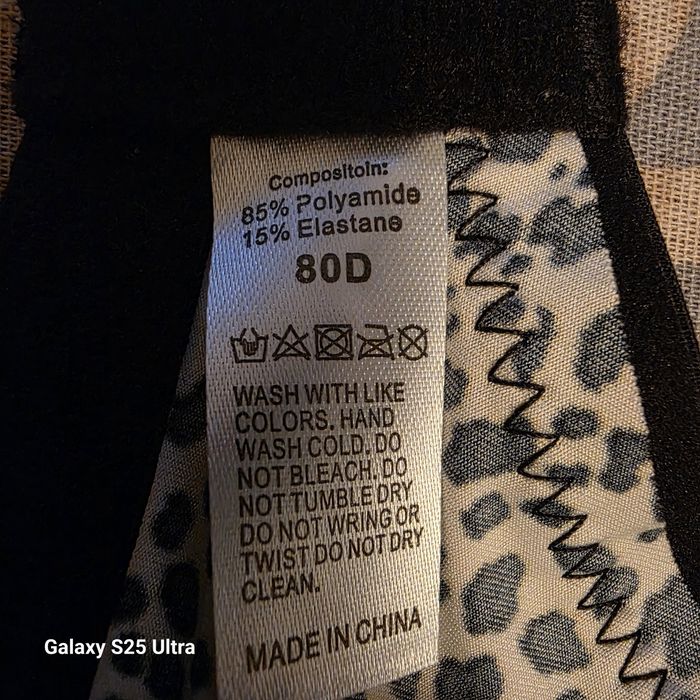 Compositoin:
85% Polyamide
15% Elastane
80D
WASH WITH LIKE
COLORS. HAND
WASH COLD. DO
NOT BLEACH. DO
NOT TUMBLE DRY
DO NOT WRING OR
TWIST DO NOT DRY
CLEAN.
MADE IN CHINA
Galaxy S25 Ultra